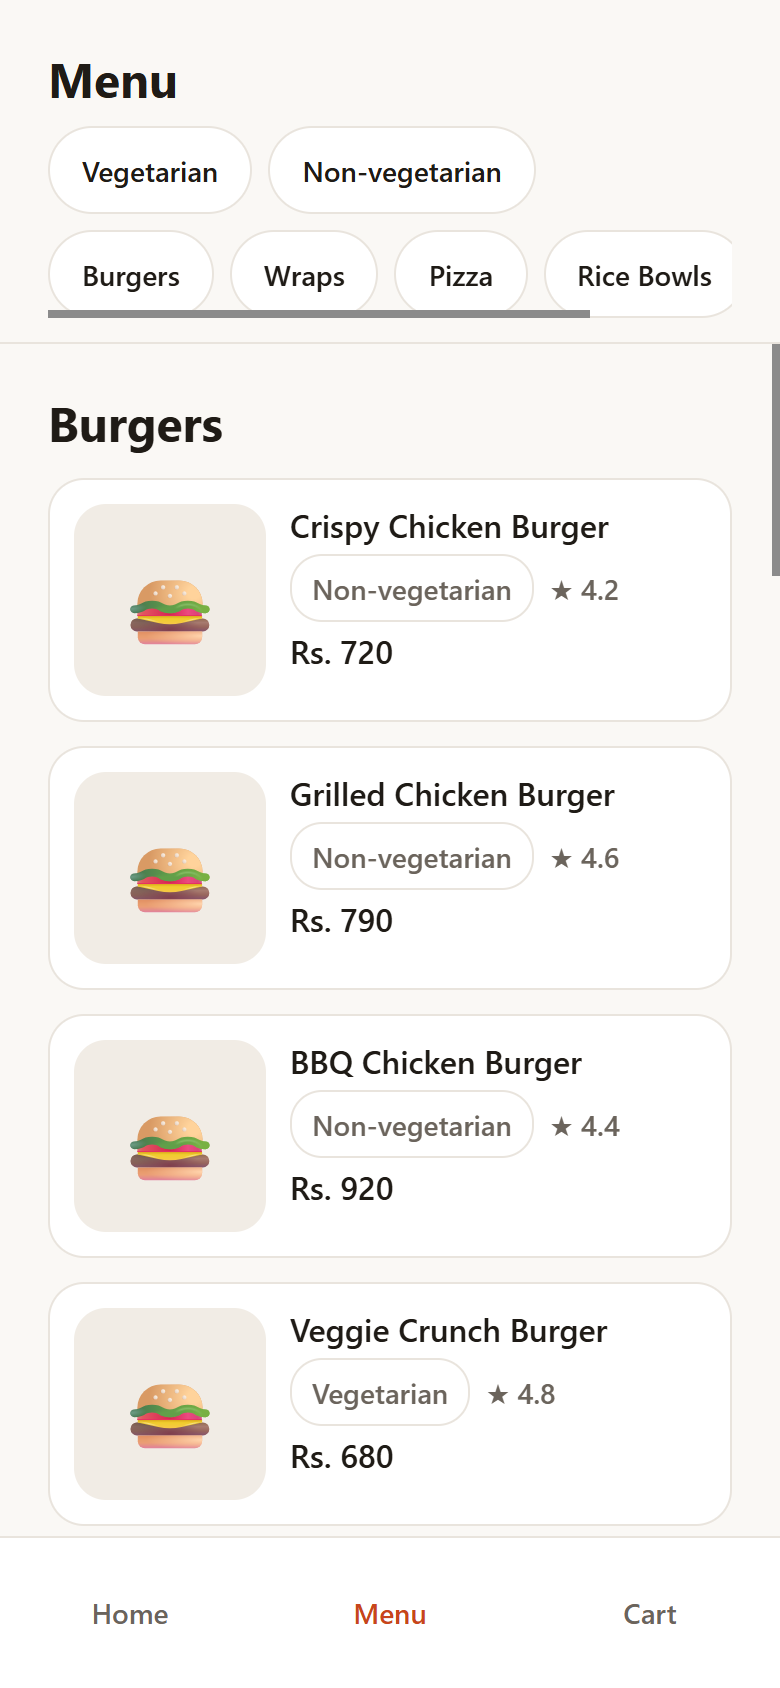 Menu
Vegetarian Non-vegetarian
Burgers Wraps Pizza Rice Bowls
Burgers
Crispy Chicken Burger
Non-vegetarian ★ 4.2
Rs. 720
Grilled Chicken Burger
Non-vegetarian ★ 4.6
Rs. 790
BBQ Chicken Burger
Non-vegetarian ★ 4.4
Rs. 920
Veggie Crunch Burger
Vegetarian ★ 4.8
Rs. 680
Home Menu Cart